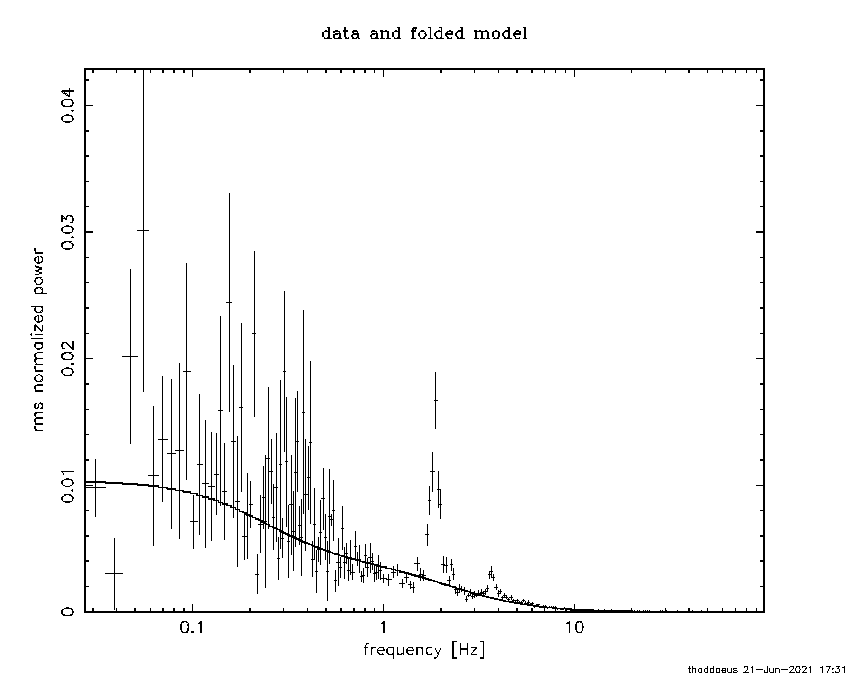 data and folded model
0.04
0.03
0.02
0.01
0
rms normalized power
0.1 1 10
frequency [Hz]
thaddaeus 21-Jun-2021 17:31